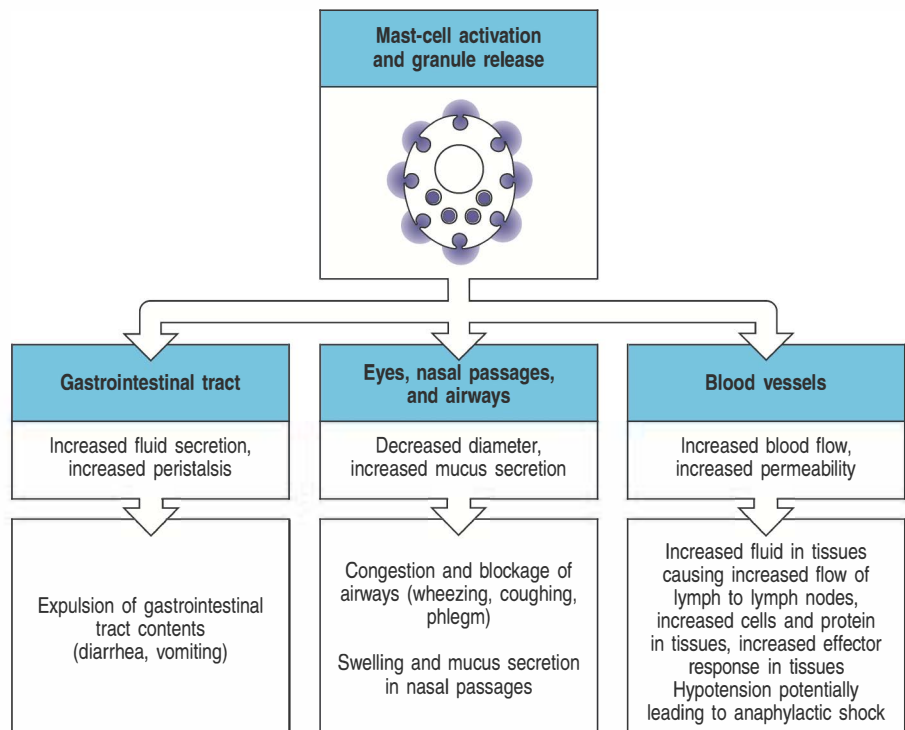 Mast-cell activation
and granule release
Gastrointestinal tract
Increased fluid secretion,
increased peristalsis
Expulsion of gastrointestinal
tract contents
(diarrhea, vomiting)
Eyes, nasal passages,
and airways
Decreased diameter,
increased mucus secretion
Congestion and blockage of
airways (wheezing, coughing,
phlegm)
Swelling and mucus secretion
in nasal passages
Blood vessels
Increased blood flow,
increased permeability
Increased fluid in tissues
causing increased flow of
lymph to lymph nodes,
increased cells and protein
in tissues, increased effector
response in tissues
Hypotension potentially
leading to anaphylactic shock